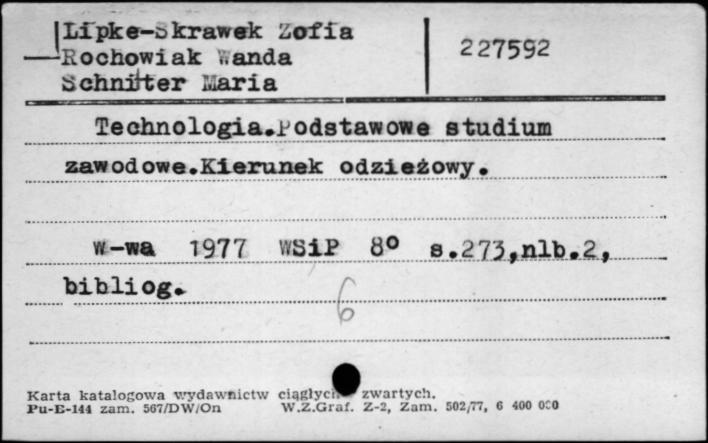 Lipke-Skrawek Zofia
Rochowiak Wanda
Schnitter Maria
227592
Technologia.Podstawowe studium
zawodowe.Kierunek odzieżowy.
W-wa 1977 WSiP 8° s.273,nlb.2,
bibliog.
6
Karta katalogowa wydawnictw ciągłych zwartych.
Pu-E-144 zam. 567/DW/On W.Z.Graf. Z-2, Zam. 502/77, 6 400 000